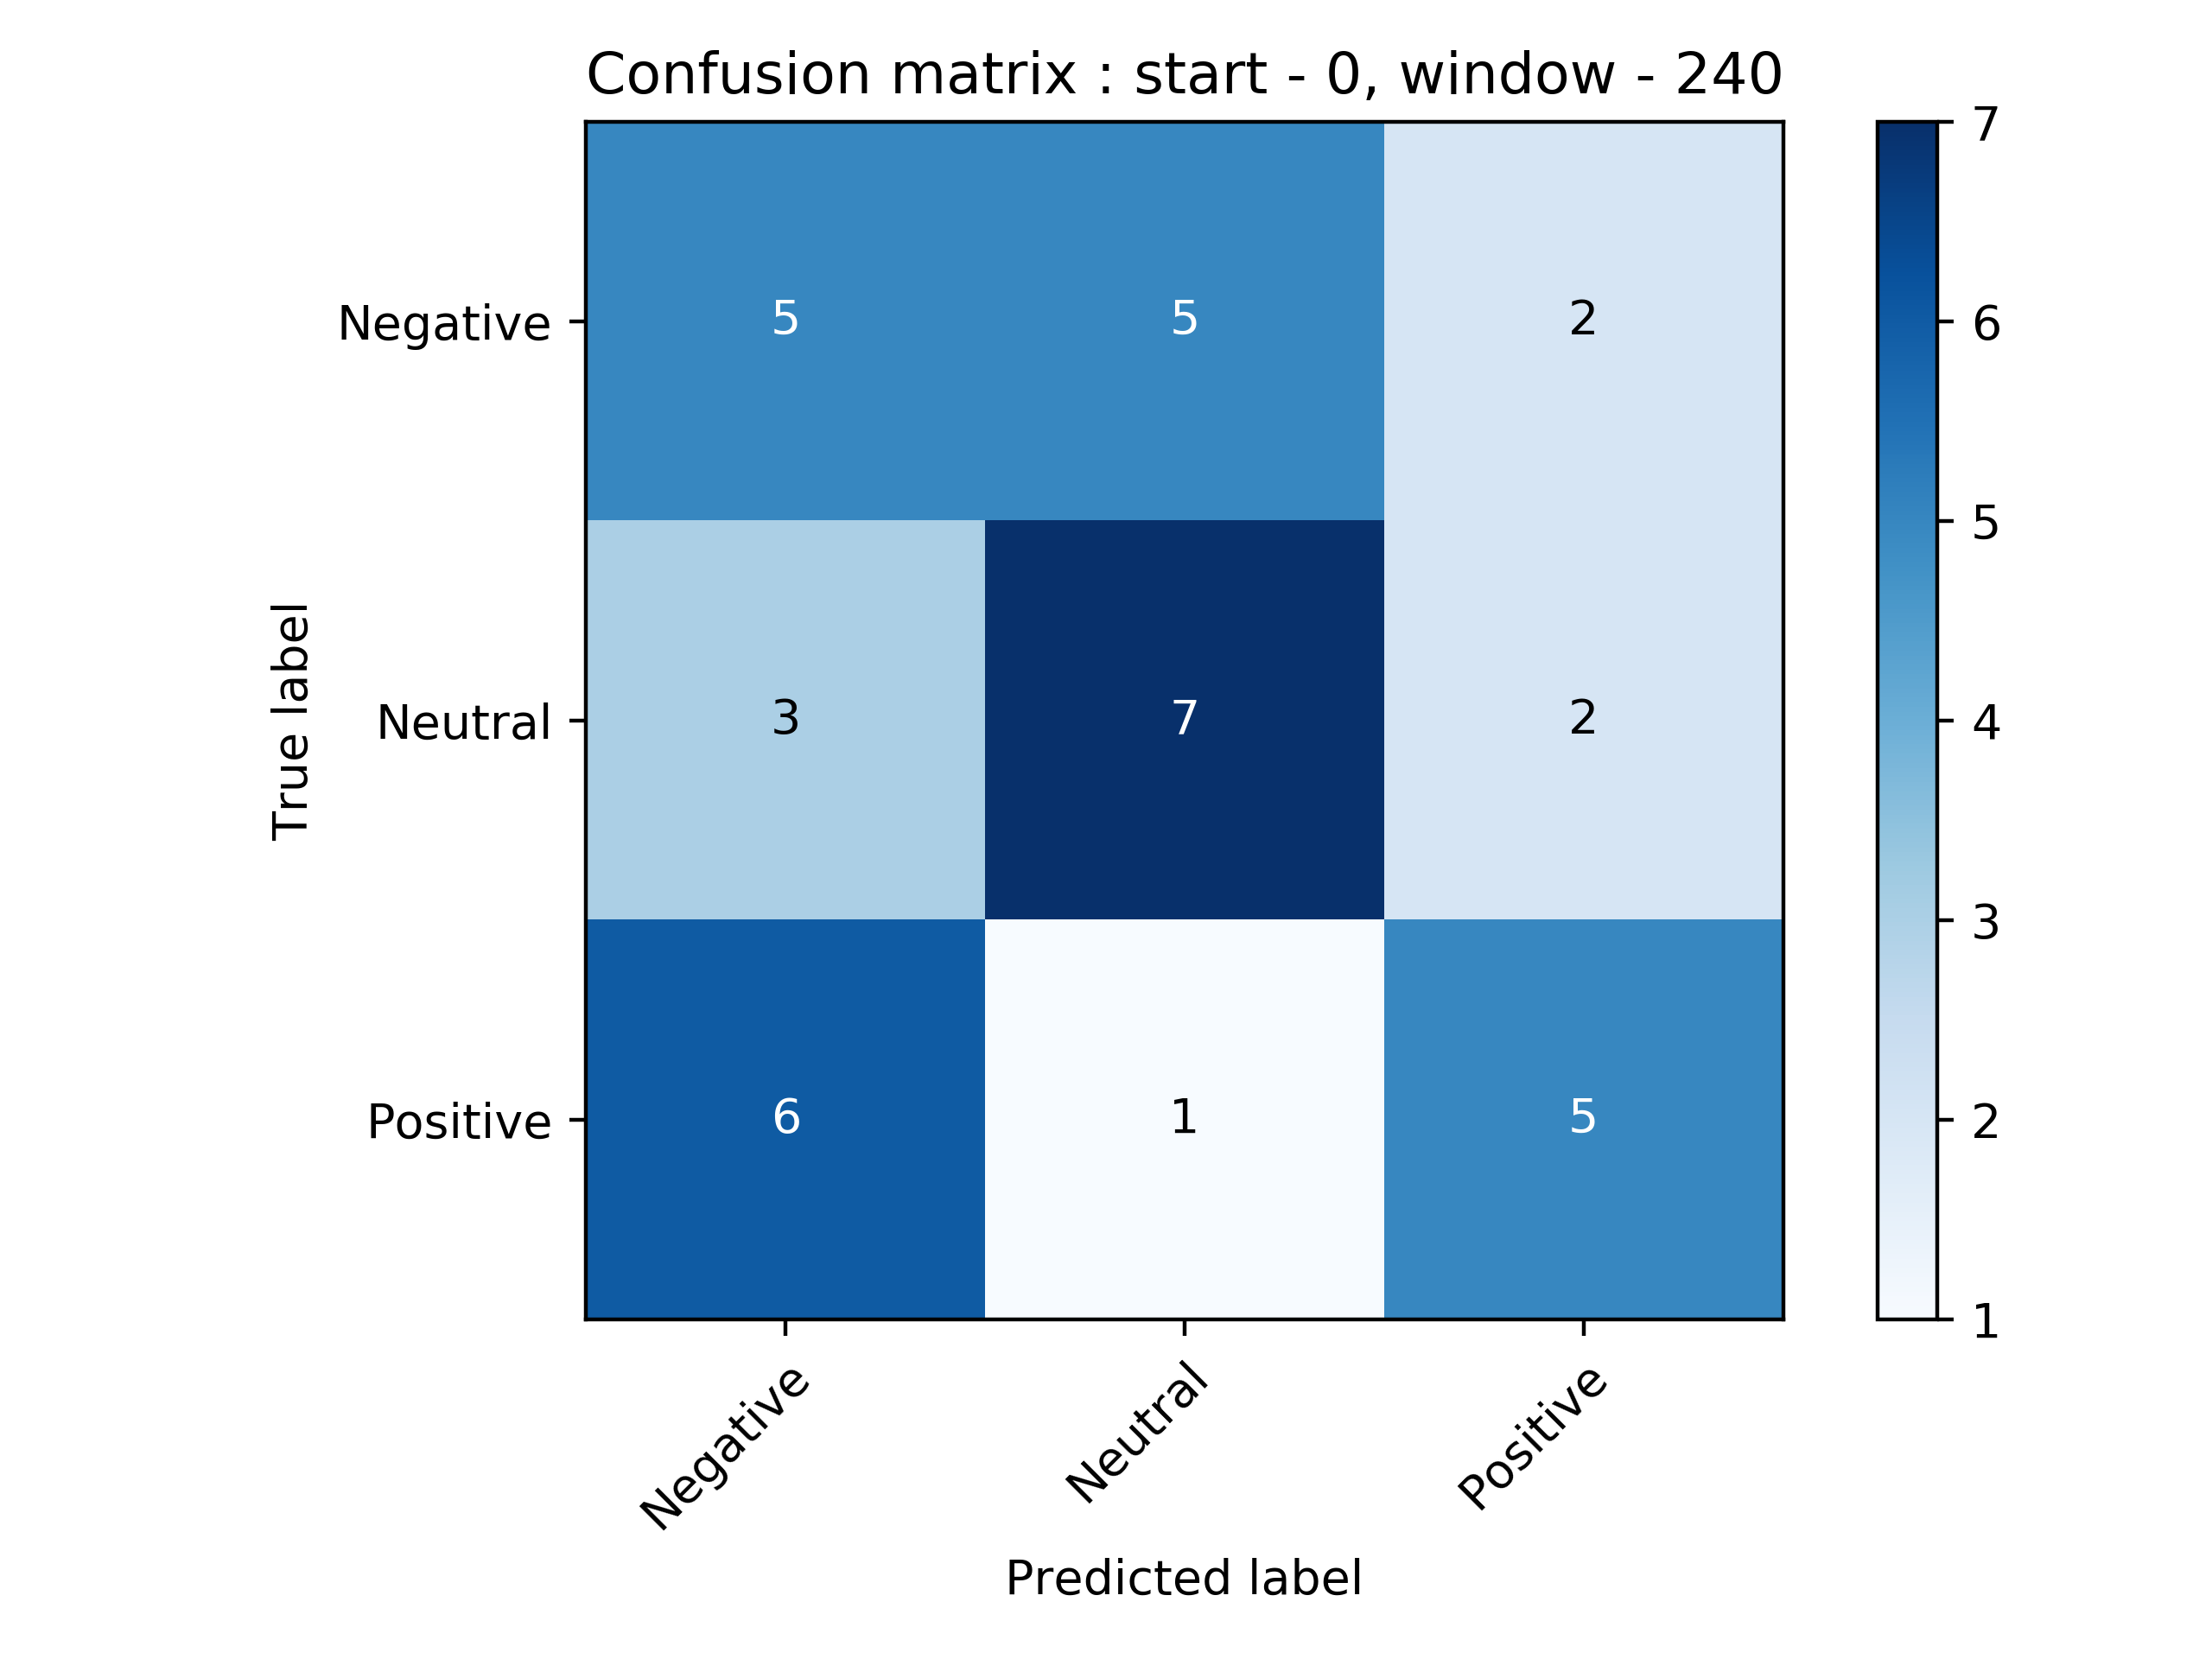 Confusion matrix : start - 0, window - 240
True label
Negative 5 5 2
Neutral 3 7 2
Positive 6 1 5
Negative Neutral Positive
Predicted label
7
6
5
4
3
2
1